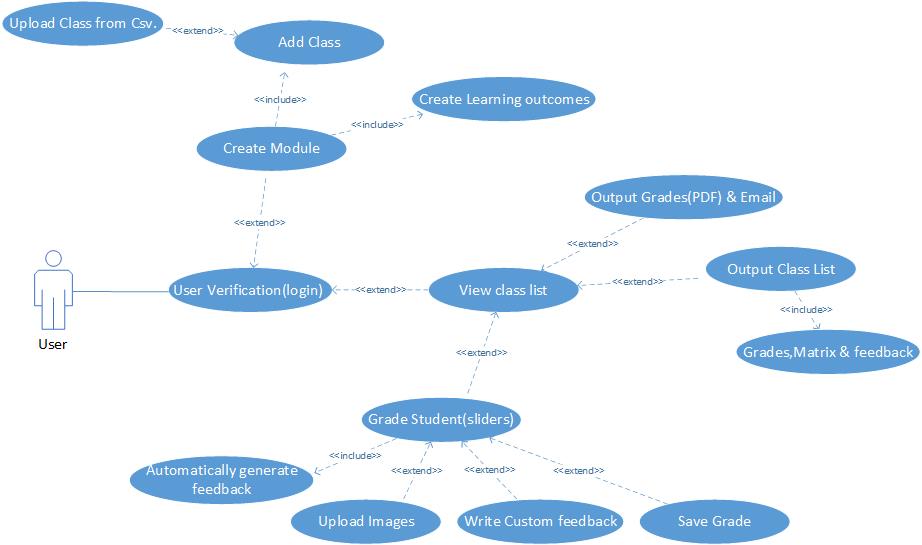 Upload Class from Csv.
<<extend>>
Add Class
<<include>>
Create Learning outcomes
<<include>>
Create Module
Output Grades(PDF) & Email
<<extend>>
<<extend>>
Output Class List
User Verification(login)
<<extend>>
View class list
<<extend>>
<<include>>
User
<<extend>>
Grades,Matrix & feedback
Grade Student(sliders)
<<include>>
Automatically generate
feedback
<<extend>>
<<extend>>
<<extend>>
Upload Images
Write Custom feedback
Save Grade